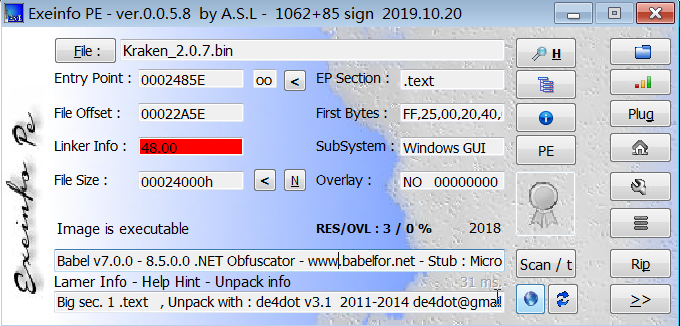 Exeinfo PE - ver.0.0.5.8 by A.S.L - 1062+85 sign 2019.10.20
File : Kraken_2.0.7.bin H
Entry Point : 0002485E oo < EP Section : .text
File Offset : 00022A5E First Bytes : FF,25,00,20,40, Plug
Linker Info : 48.00 SubSystem : Windows GUI PE
File Size : 00024000h < N Overlay : NO 00000000
Image is executable RES/OVL : 3 / 0 % 2018
Babel v7.0.0 - 8.5.0.0 .NET Obfuscator - www.babelfor.net - Stub : Micro Scan / t Rip
Lamer Info - Help Hint - Unpack info 31 ms.
Big sec. 1 .text , Unpack with : de4dot v3.1 2011-2014 de4dot@gmail >>
Exeinfo Pe